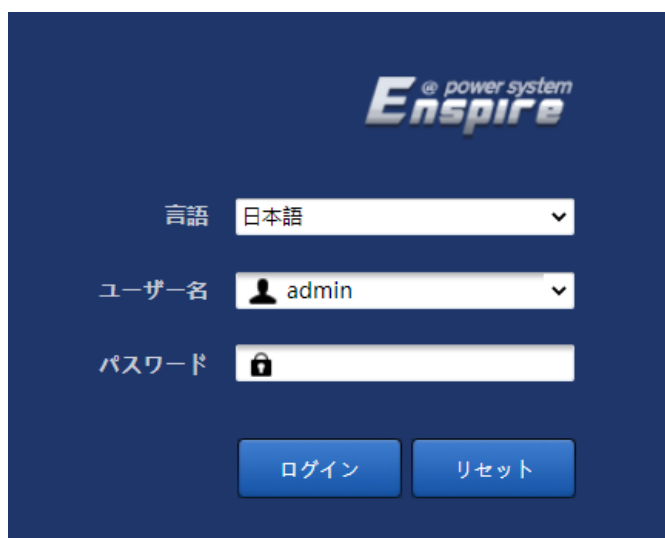 @ power system
Enspire
言語 日本語
ユーザー名 admin
パスワード
ログイン リセット